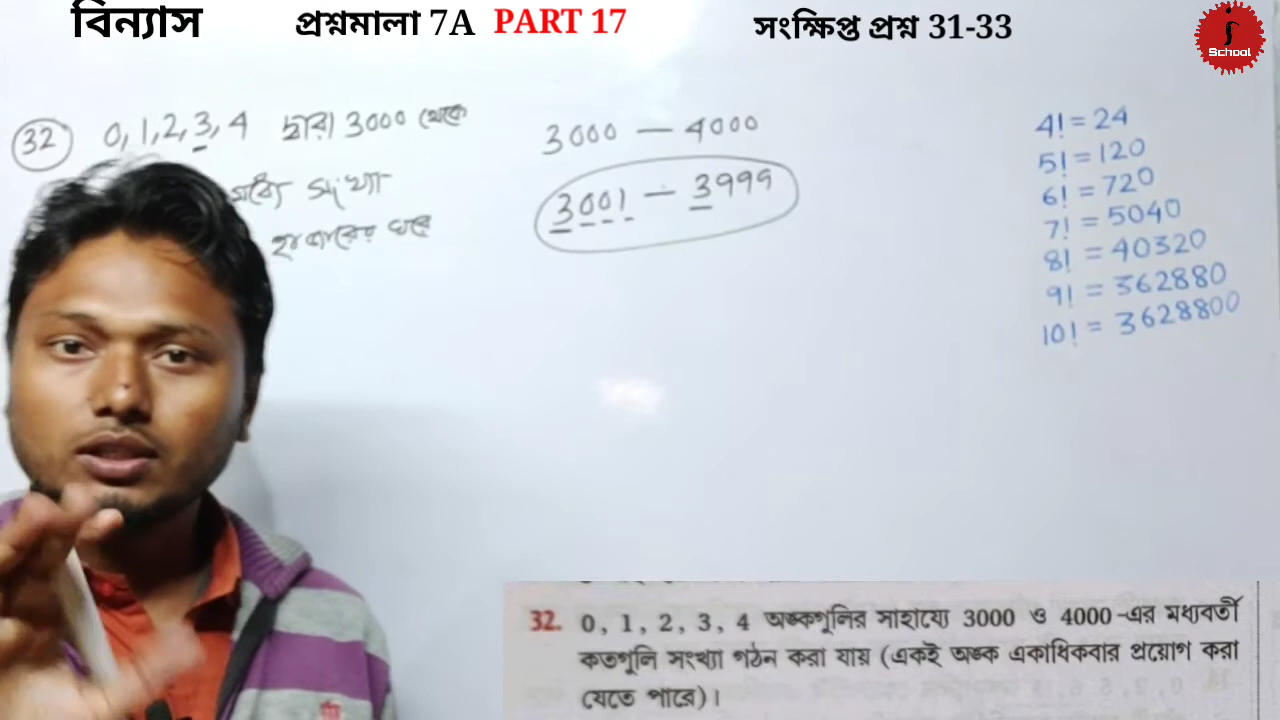 বিন্যাস প্রশ্নমালা 7A PART 17 সংক্ষিপ্ত প্রশ্ন 31-33
f School
32 0, 1, 2, 3, 4 দ্বারা 3000 থেকে
মধ্যে সংখ্যা
হাজারের ঘরে
3000 — 4000
3001 — 3999
4! = 24
5! = 120
6! = 720
7! = 5040
8! = 40320
9! = 362880
10! = 3628800
32. 0, 1, 2, 3, 4 অঙ্কগুলির সাহায্যে 3000 ও 4000-এর মধ্যবর্তী
কতগুলি সংখ্যা গঠন করা যায় (একই অঙ্ক একাধিকবার প্রয়োগ করা
যেতে পারে)।